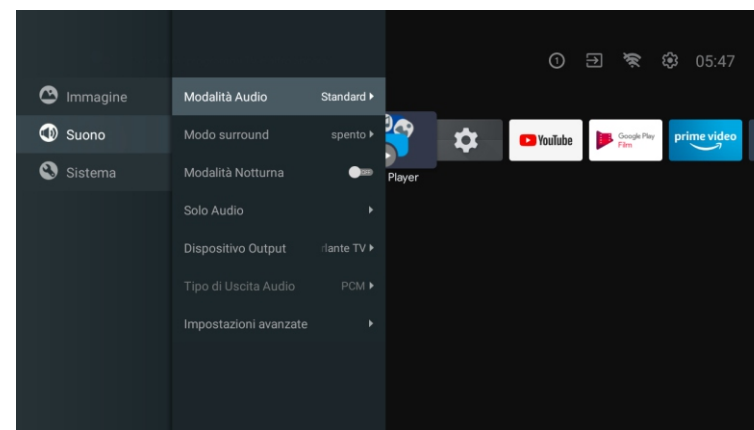 05:47
Immagine
Suono
Sistema
Modalità Audio Standard
Modo surround spento
Modalità Notturna
Solo Audio
Dispositivo Output rlante TV
Tipo di Uscita Audio PCM
Impostazioni avanzate
Player
YouTube
Google Play
Film
prime video